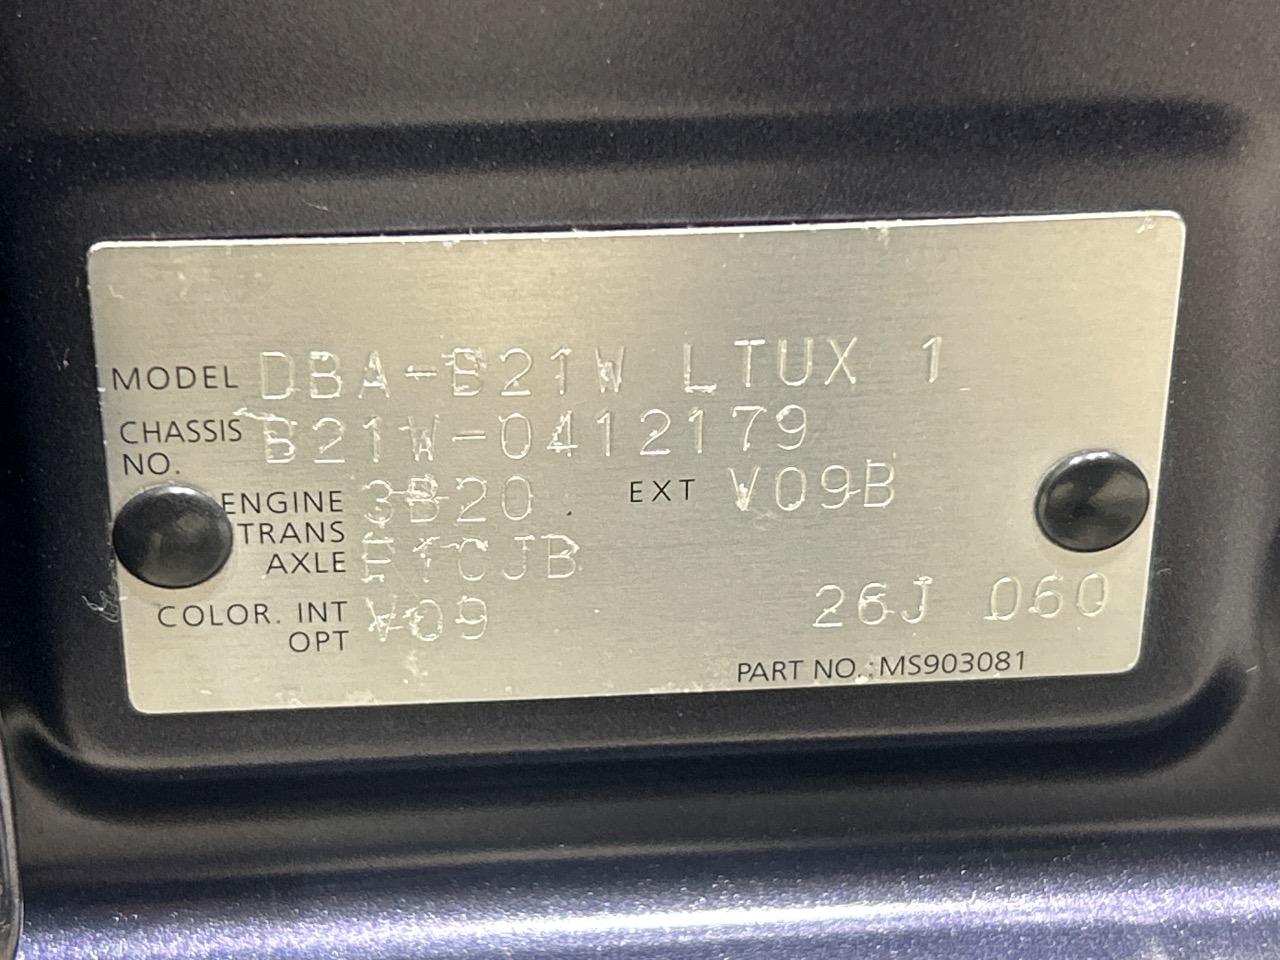 MODEL DBA-B21W LTUX 1
CHASSIS NO. B21W-0412179
ENGINE 3B20 EXT V09B
TRANS AXLE F1CJB
COLOR. INT V09 26J 060
OPT
PART NO.:MS903081